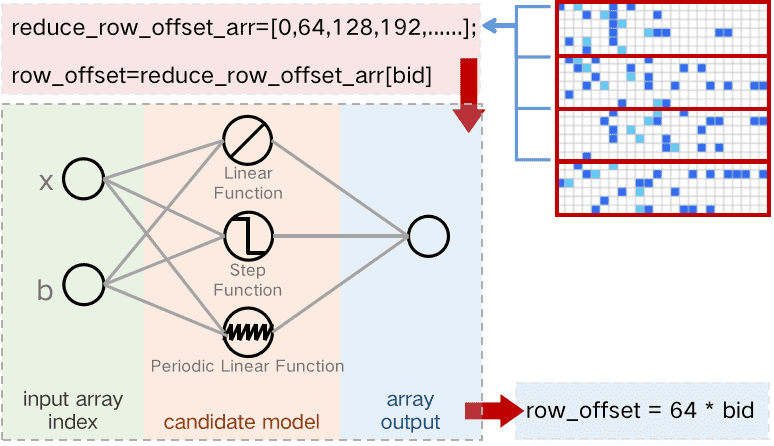 reduce_row_offset_arr=[0,64,128,192,......];
row_offset=reduce_row_offset_arr[bid]
x
b
Linear
Function
Step
Function
Periodic Linear Function
input array
index
candidate model
array
output
row_offset = 64 * bid